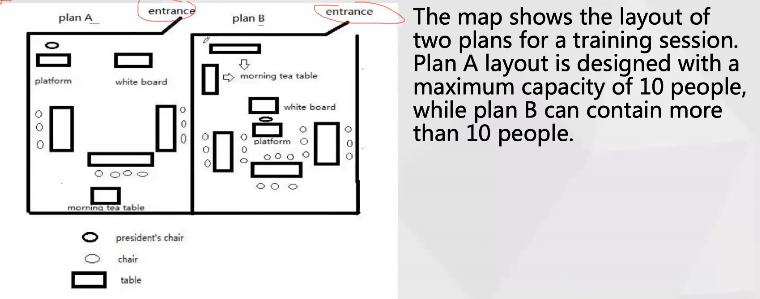 plan A
entrance
plan B
entrance
platform
white board
morning tea table
white board
platform
morning tea table
president's chair
chair
table
The map shows the layout of
two plans for a training session.
Plan A layout is designed with a
maximum capacity of 10 people,
while plan B can contain more
than 10 people.